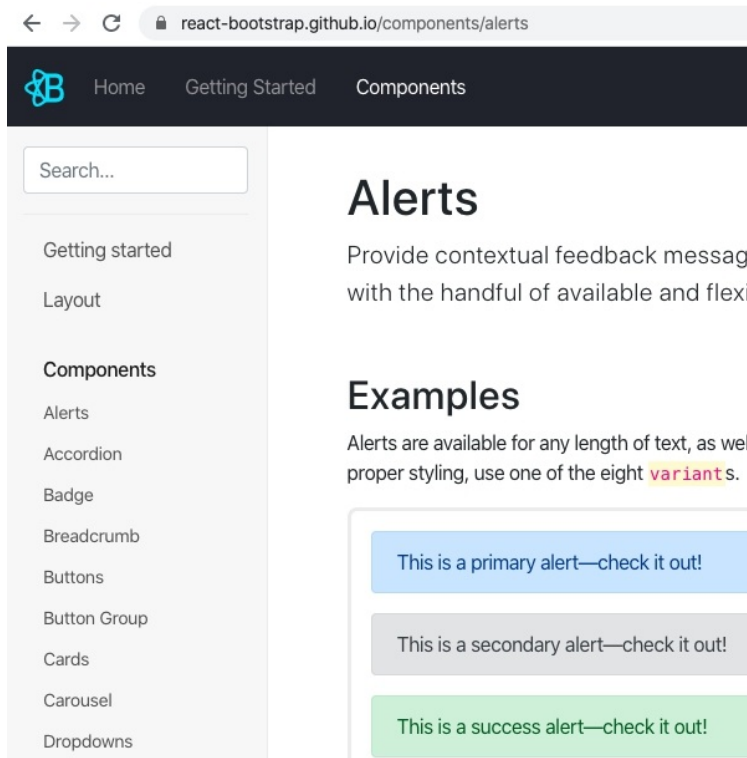 react-bootstrap.github.io/components/alerts
Home Getting Started Components
Search...
Getting started
Layout
Components
Alerts
Accordion
Badge
Breadcrumb
Buttons
Button Group
Cards
Carousel
Dropdowns
Alerts
Provide contextual feedback messag
with the handful of available and flexi
Examples
Alerts are available for any length of text, as wel
proper styling, use one of the eight variants.
This is a primary alert—check it out!
This is a secondary alert—check it out!
This is a success alert—check it out!